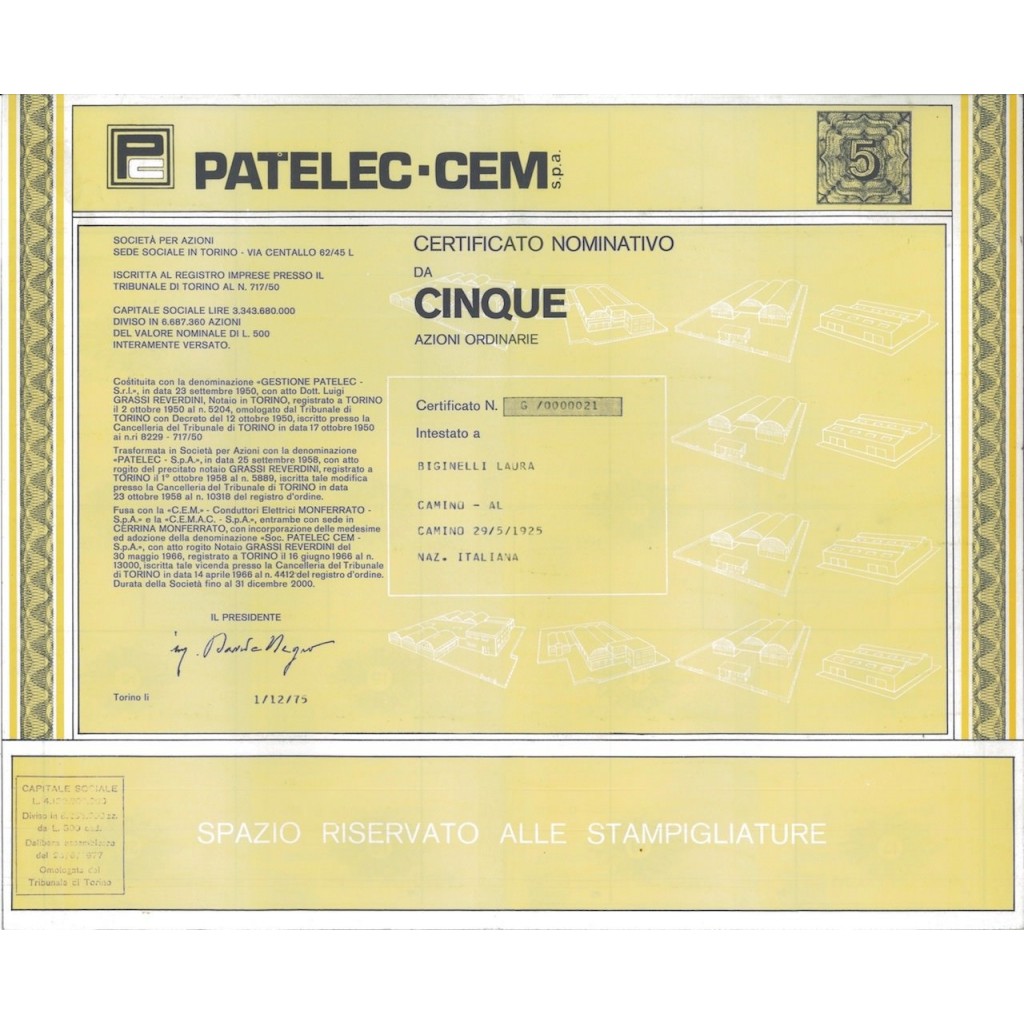 PC
PATELEC·CEM s.p.a.
5
SOCIETÀ PER AZIONI
SEDE SOCIALE IN TORINO - VIA CENTALLO 62/45 L
ISCRITTA AL REGISTRO IMPRESE PRESSO IL
TRIBUNALE DI TORINO AL N. 717/50
CAPITALE SOCIALE LIRE 3.343.680.000
DIVISO IN 6.687.360 AZIONI
DEL VALORE NOMINALE DI L. 500
INTERAMENTE VERSATO.
Costituita con la denominazione «GESTIONE PATELEC -
S.r.l.», in data 23 settembre 1950, con atto Dott. Luigi
GRASSI REVERDINI, Notaio in TORINO, registrato a TORINO
il 2 ottobre 1950 al n. 5204, omologato dal Tribunale di
TORINO con Decreto del 12 ottobre 1950, iscritto presso la
Cancelleria del Tribunale di TORINO in data 17 ottobre 1950
ai n.ri 8229 - 717/50
Trasformata in Società per Azioni con la denominazione
«PATELEC - S.p.A.», in data 25 settembre 1958, con atto
rogito del precitato notaio GRASSI REVERDINI, registrato a
TORINO il 1º ottobre 1958 al n. 5889, iscritta tale modifica
presso la Cancelleria del Tribunale di TORINO in data
23 ottobre 1958 al n. 10318 del registro d'ordine.
Fusa con la «C.E.M.» - Conduttori Elettrici MONFERRATO -
S.p.A.» e la «C.E.M.A.C. - S.p.A.», entrambe con sede in
CERRINA MONFERRATO, con incorporazione delle medesime
ed adozione della denominazione «Soc. PATELEC CEM -
S.p.A.», con atto rogito Notaio GRASSI REVERDINI del
30 maggio 1966, registrato a TORINO il 16 giugno 1966 al n.
13000, iscritta tale vicenda presso la Cancelleria del Tribunale
di TORINO in data 14 aprile 1966 al n. 4412 del registro d'ordine.
Durata della Società fino al 31 dicembre 2000.
IL PRESIDENTE
Torino li 1/12/75
CERTIFICATO NOMINATIVO
DA
CINQUE
AZIONI ORDINARIE
Certificato N. G /0000021
Intestato a
BIGINELLI LAURA
CAMINO - AL
CAMINO 29/5/1925
NAZ. ITALIANA
CAPITALE SOCIALE
Diviso in
da L. 500 cad.
Delibera assemblea
del 1977
Omologata dal
Tribunale di Torino
SPAZIO RISERVATO ALLE STAMPIGLIATURE